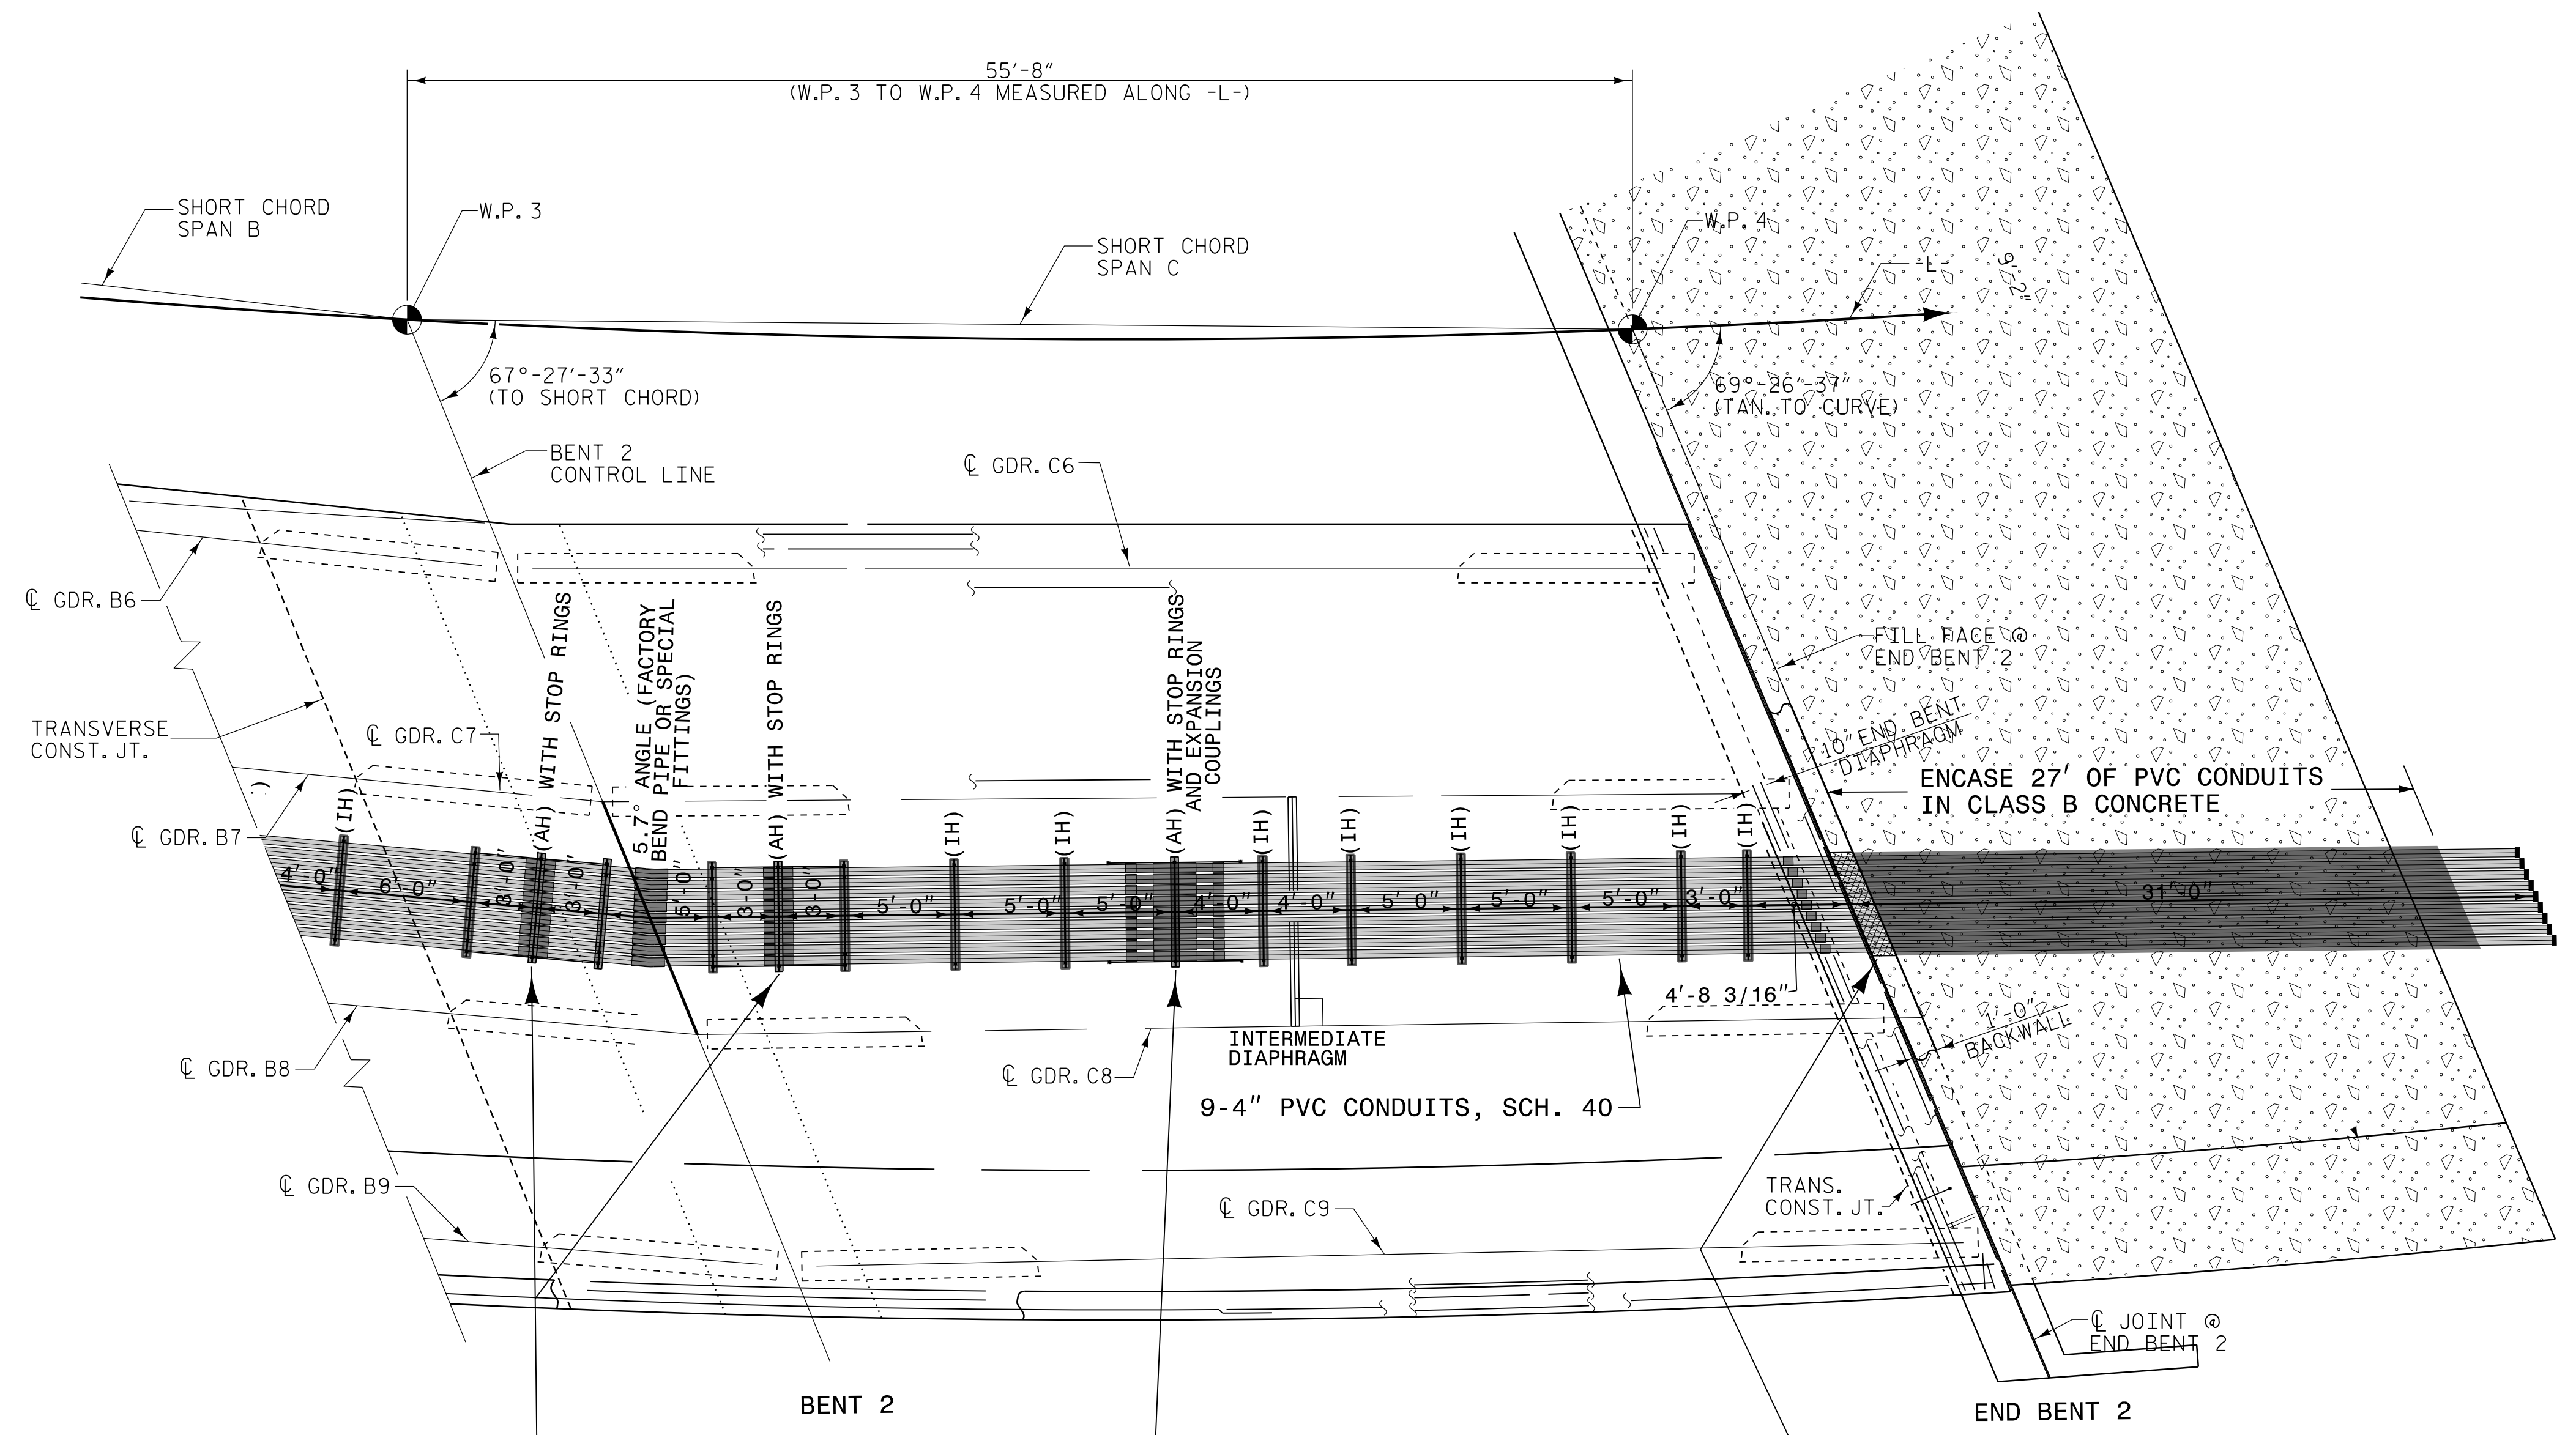 55'-8"
(W.P. 3 TO W.P. 4 MEASURED ALONG -L-)
SHORT CHORD
SPAN B
W.P. 3
SHORT CHORD
SPAN C
W.P. 4
-L-
9'-2"
67°-27'-33"
(TO SHORT CHORD)
69°-26'-37"
(TAN. TO CURVE)
BENT 2
CONTROL LINE
℄ GDR. C6
℄ GDR. B6
FILL FACE @
END BENT 2
TRANSVERSE
CONST. JT.
℄ GDR. C7
10" END BENT
DIAPHRAGM
(AH) WITH STOP RINGS
5.7° ANGLE (FACTORY
BEND PIPE OR SPECIAL
FITTINGS)
(AH) WITH STOP RINGS
(AH) WITH STOP RINGS
AND EXPANSION
COUPLINGS
ENCASE 27' OF PVC CONDUITS
IN CLASS B CONCRETE
)
℄ GDR. B7
(IH)
(IH)
(IH)
(IH)
(IH)
(IH)
(IH)
(IH)
(IH)
4'-0"
6'-0"
3'-0"
3'-0"
5'-0"
3-0"
3-0"
5'-0"
5'-0"
5'-0"
4'-0"
4'-0"
5'-0"
5'-0"
5'-0"
3'-0"
31'-0"
4'-8 3/16"
INTERMEDIATE
DIAPHRAGM
1'-0"
BACKWALL
℄ GDR. B8
℄ GDR. C8
9-4" PVC CONDUITS, SCH. 40
℄ GDR. B9
℄ GDR. C9
TRANS.
CONST. JT.
℄ JOINT @
END BENT 2
BENT 2
END BENT 2